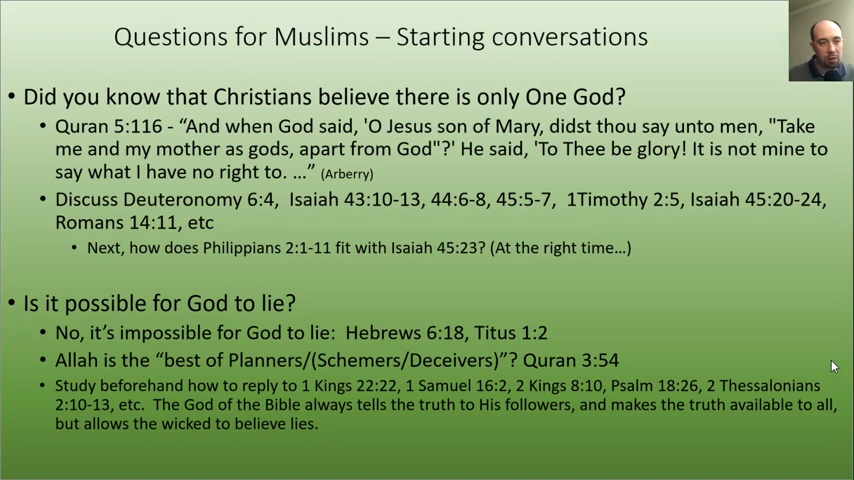 Questions for Muslims – Starting conversations
• Did you know that Christians believe there is only One God?
• Quran 5:116 - “And when God said, 'O Jesus son of Mary, didst thou say unto men, "Take
me and my mother as gods, apart from God"?' He said, 'To Thee be glory! It is not mine to
say what I have no right to. …” (Arberry)
• Discuss Deuteronomy 6:4,  Isaiah 43:10-13, 44:6-8, 45:5-7,  1Timothy 2:5, Isaiah 45:20-24,
Romans 14:11, etc
• Next, how does Philippians 2:1-11 fit with Isaiah 45:23? (At the right time…)
• Is it possible for God to lie?
• No, it’s impossible for God to lie:  Hebrews 6:18, Titus 1:2
• Allah is the “best of Planners/(Schemers/Deceivers)”? Quran 3:54
• Study beforehand how to reply to 1 Kings 22:22, 1 Samuel 16:2, 2 Kings 8:10, Psalm 18:26, 2 Thessalonians
2:10-13, etc.  The God of the Bible always tells the truth to His followers, and makes the truth available to all,
but allows the wicked to believe lies.